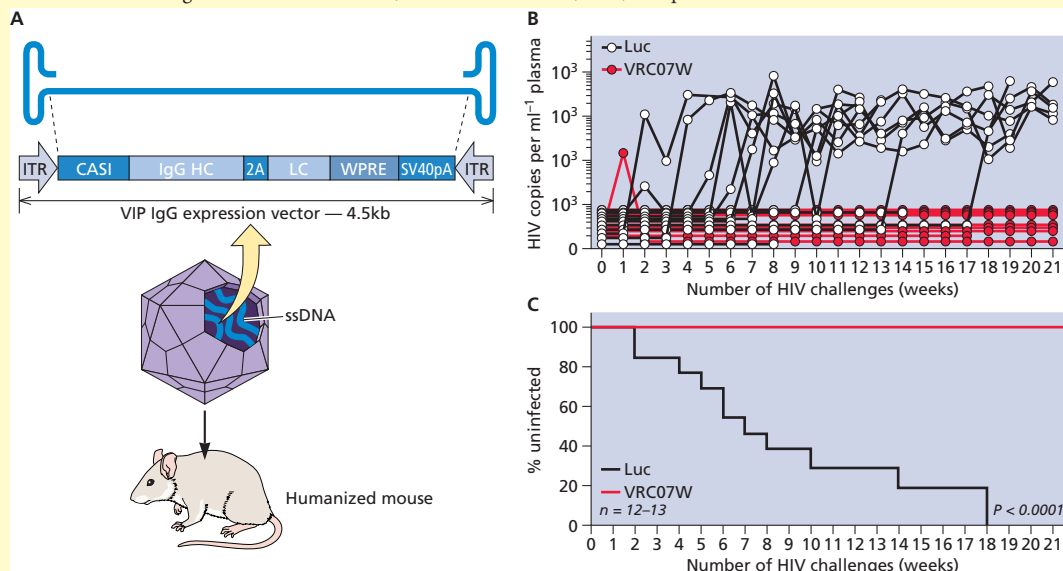 A
ITR
CASI
IgG HC
2A
LC
WPRE
SV40pA
ITR
VIP IgG expression vector — 4.5kb
ssDNA
Humanized mouse
B
HIV copies per ml⁻¹ plasma
Luc
VRC07W
10³
10³
10³
10³
0
0 1 2 3 4 5 6 7 8 9 10 11 12 13 14 15 16 17 18 19 20 21
Number of HIV challenges (weeks)
C
% uninfected
100
80
60
40
20
0
Luc
VRC07W
n = 12–13
P < 0.0001
0 1 2 3 4 5 6 7 8 9 10 11 12 13 14 15 16 17 18 19 20 21
Number of HIV challenges (weeks)